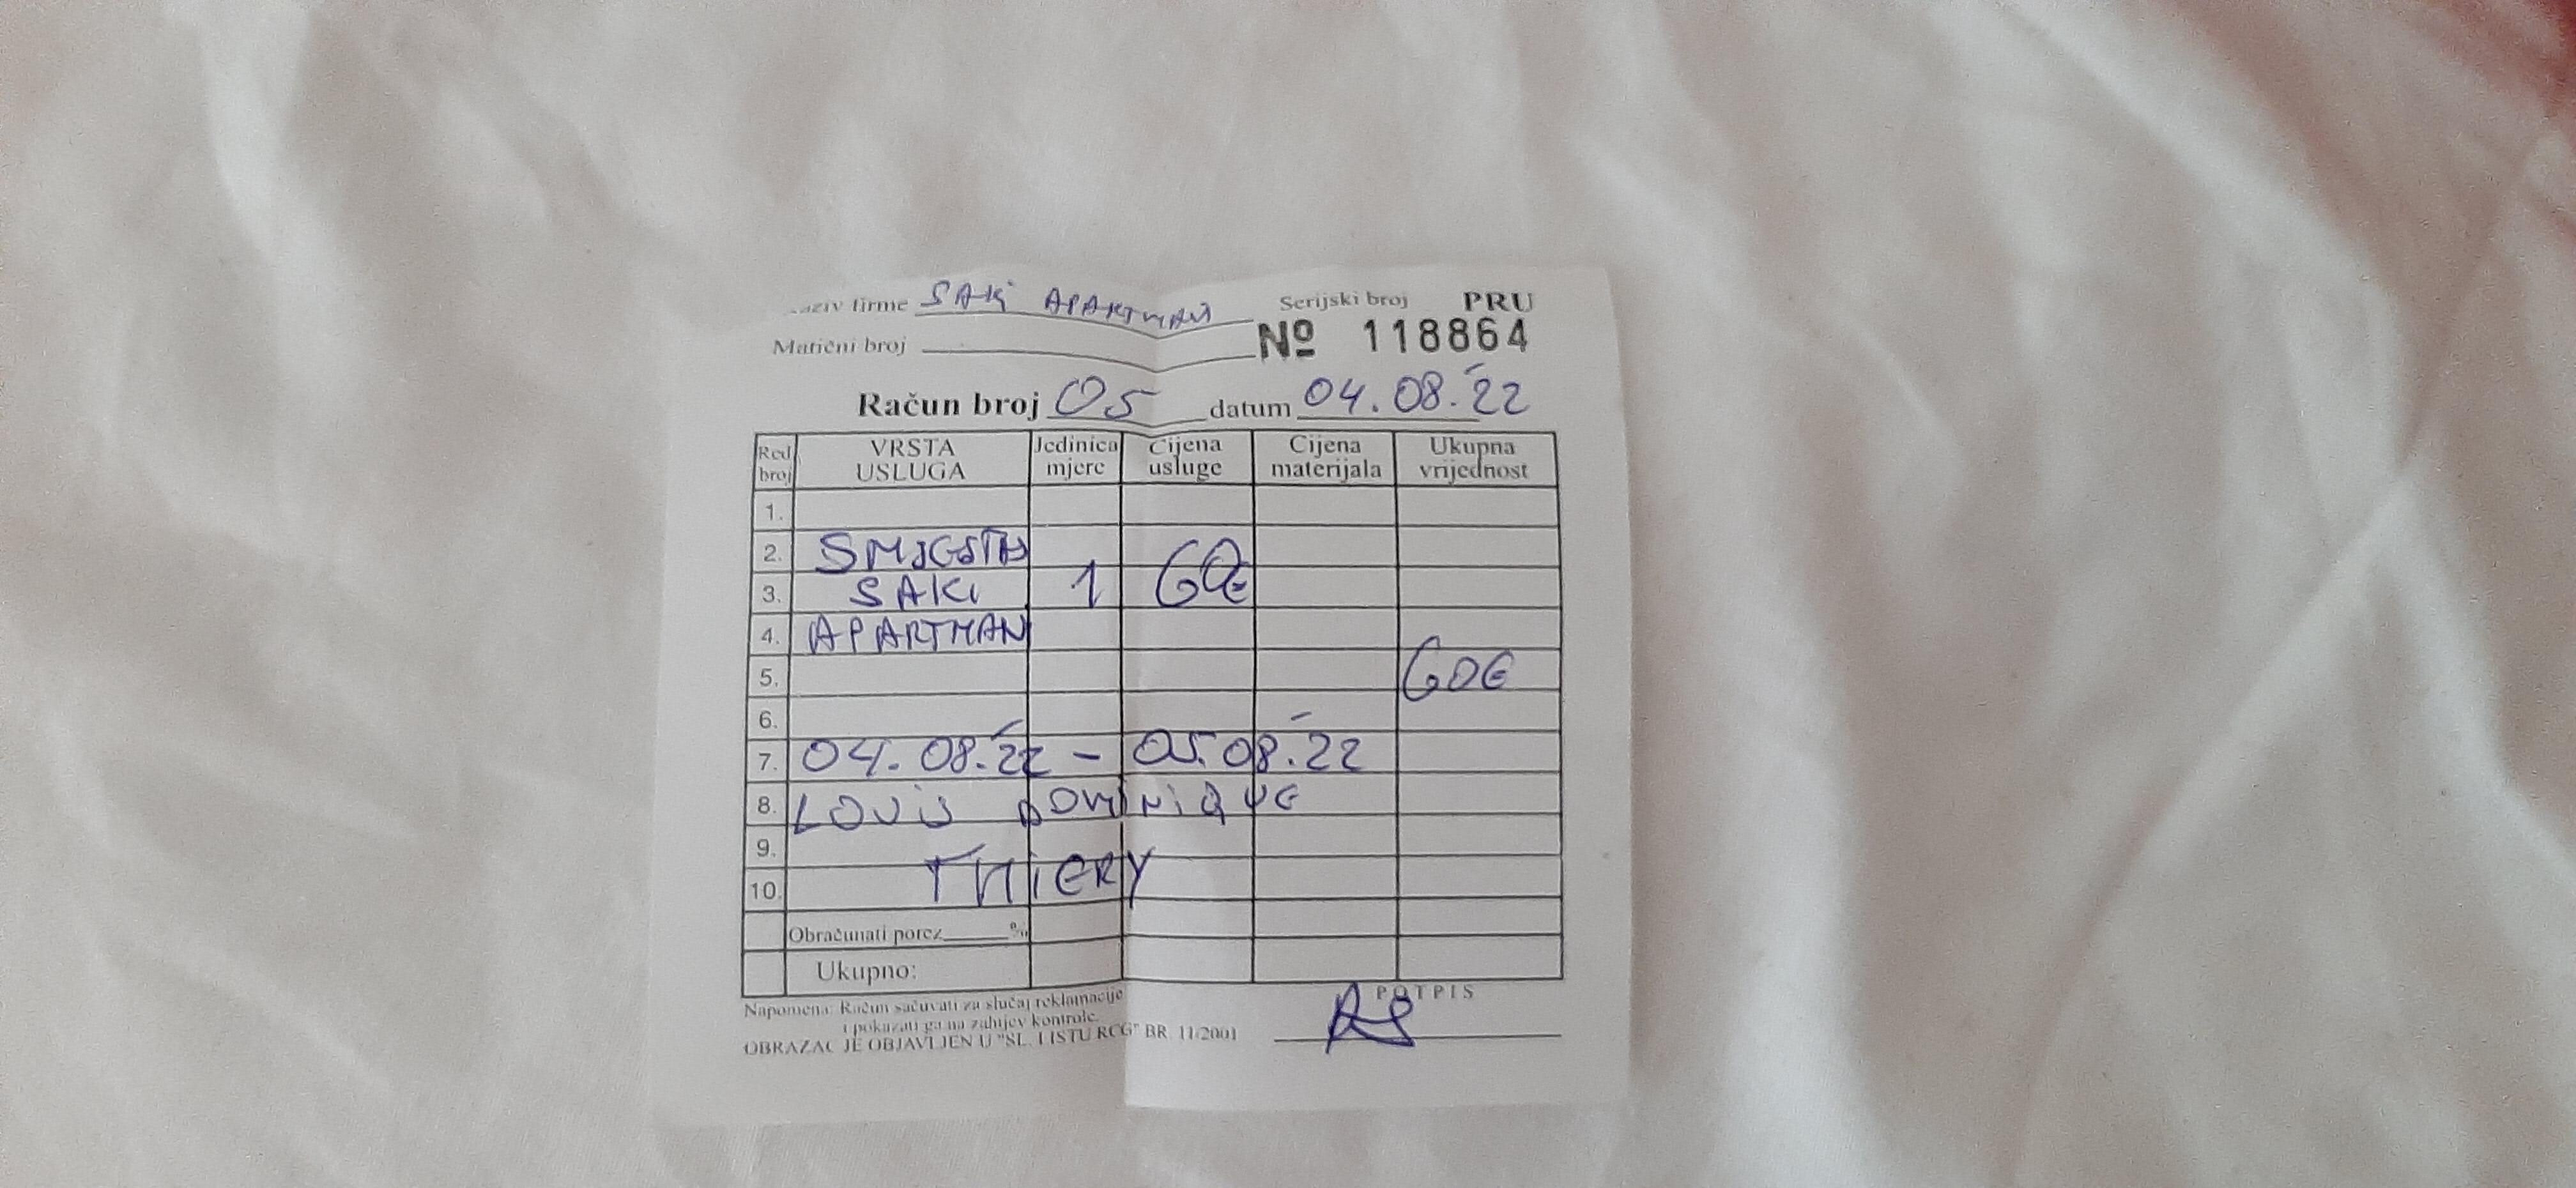 firme SAKi APARTMAN Serijski broj PRU
Matični broj № 118864
Račun broj 05 datum 04.08.22
Red. broj VRSTA USLUGA Jedinica mjere Cijena usluge Cijena materijala Ukupna vrijednost
1.
2. SMJEŠTAJ
3. SAKI 1 60€
4. APARTMAN
5. 60€
6.
7. 04.08.22 - 05.08.22
8. LOUIS DOMINIQUE
9.
10. THIERY
Obračunati porez %
Ukupno:
Napomena: Račun sačuvati za slučaj reklamacije
i pokazati ga na zahtjev kontrole.
OBRAZAC JE OBJAVLJEN U "SL. LISTU RCG" BR. 11/2001
POTPIS